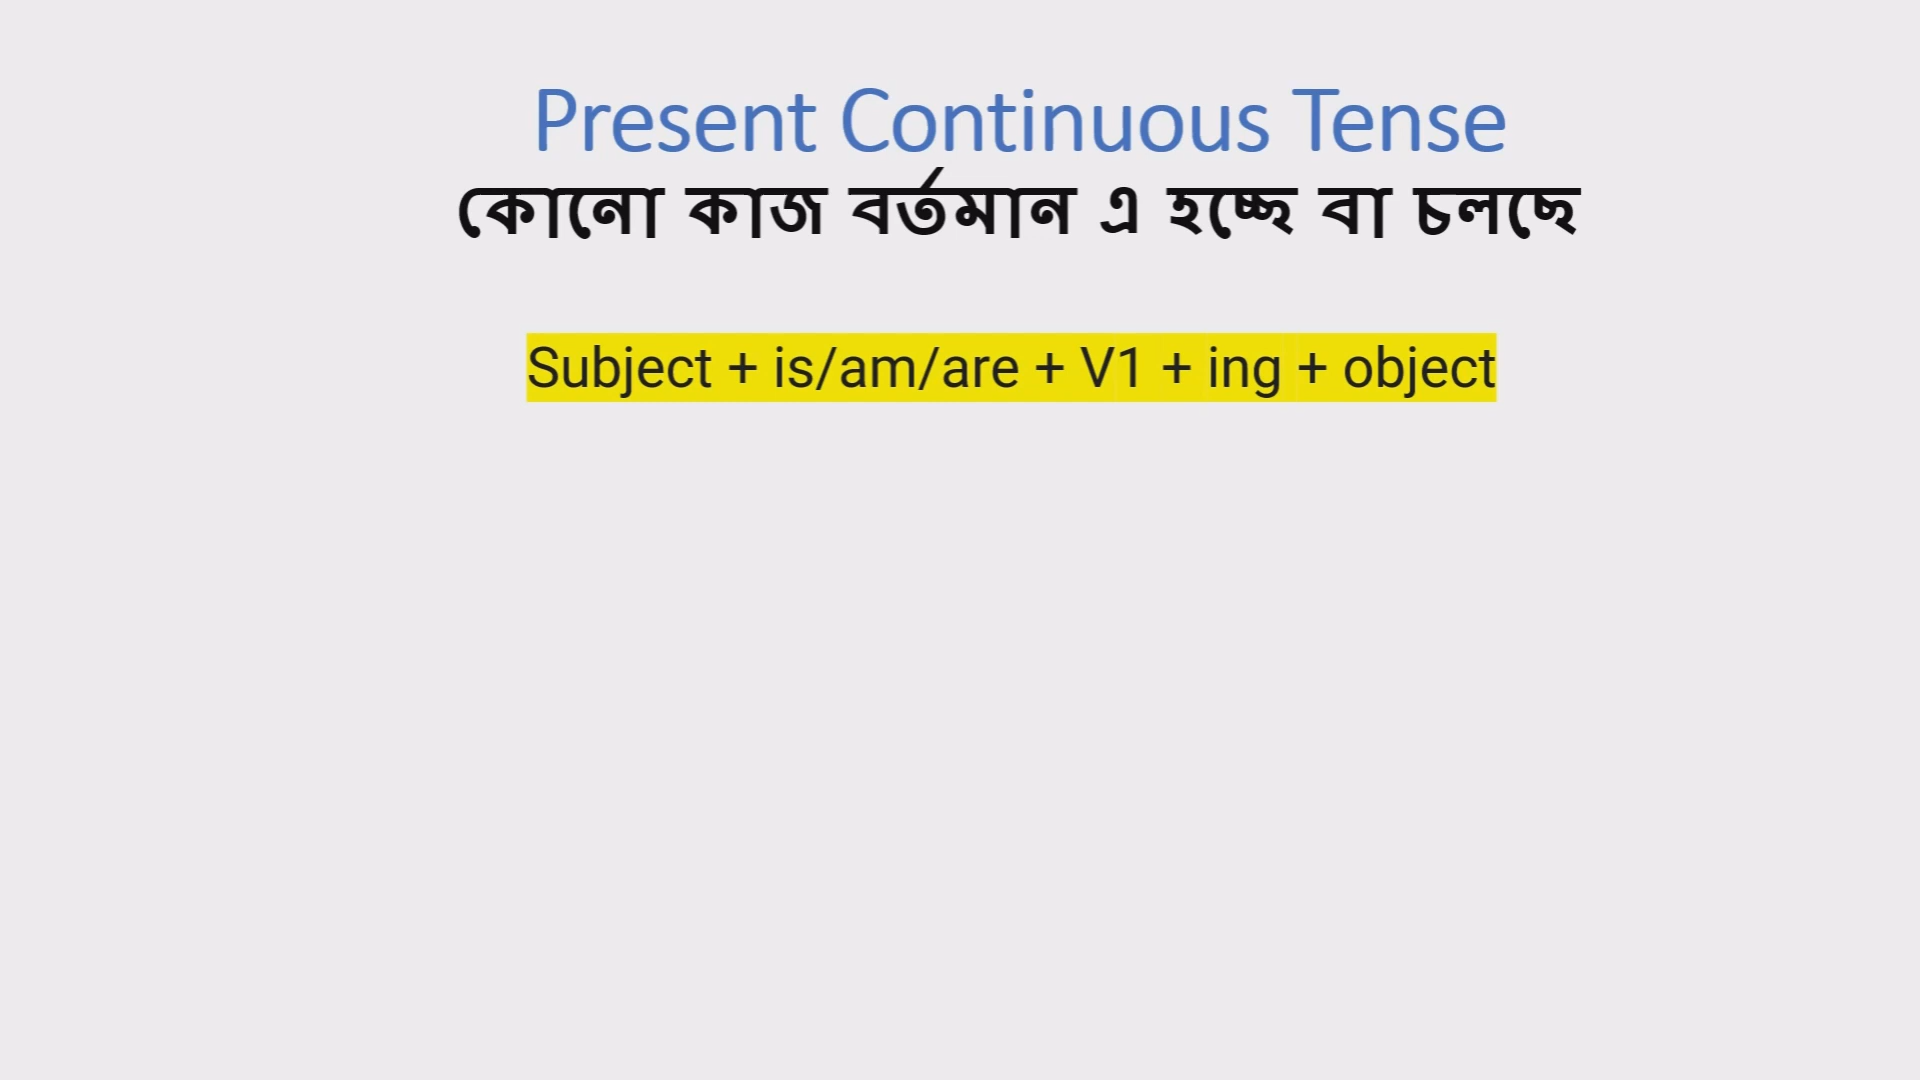 Present Continuous Tense
কোনো কাজ বর্তমান এ হচ্ছে বা চলছে
Subject + is/am/are + V1 + ing + object